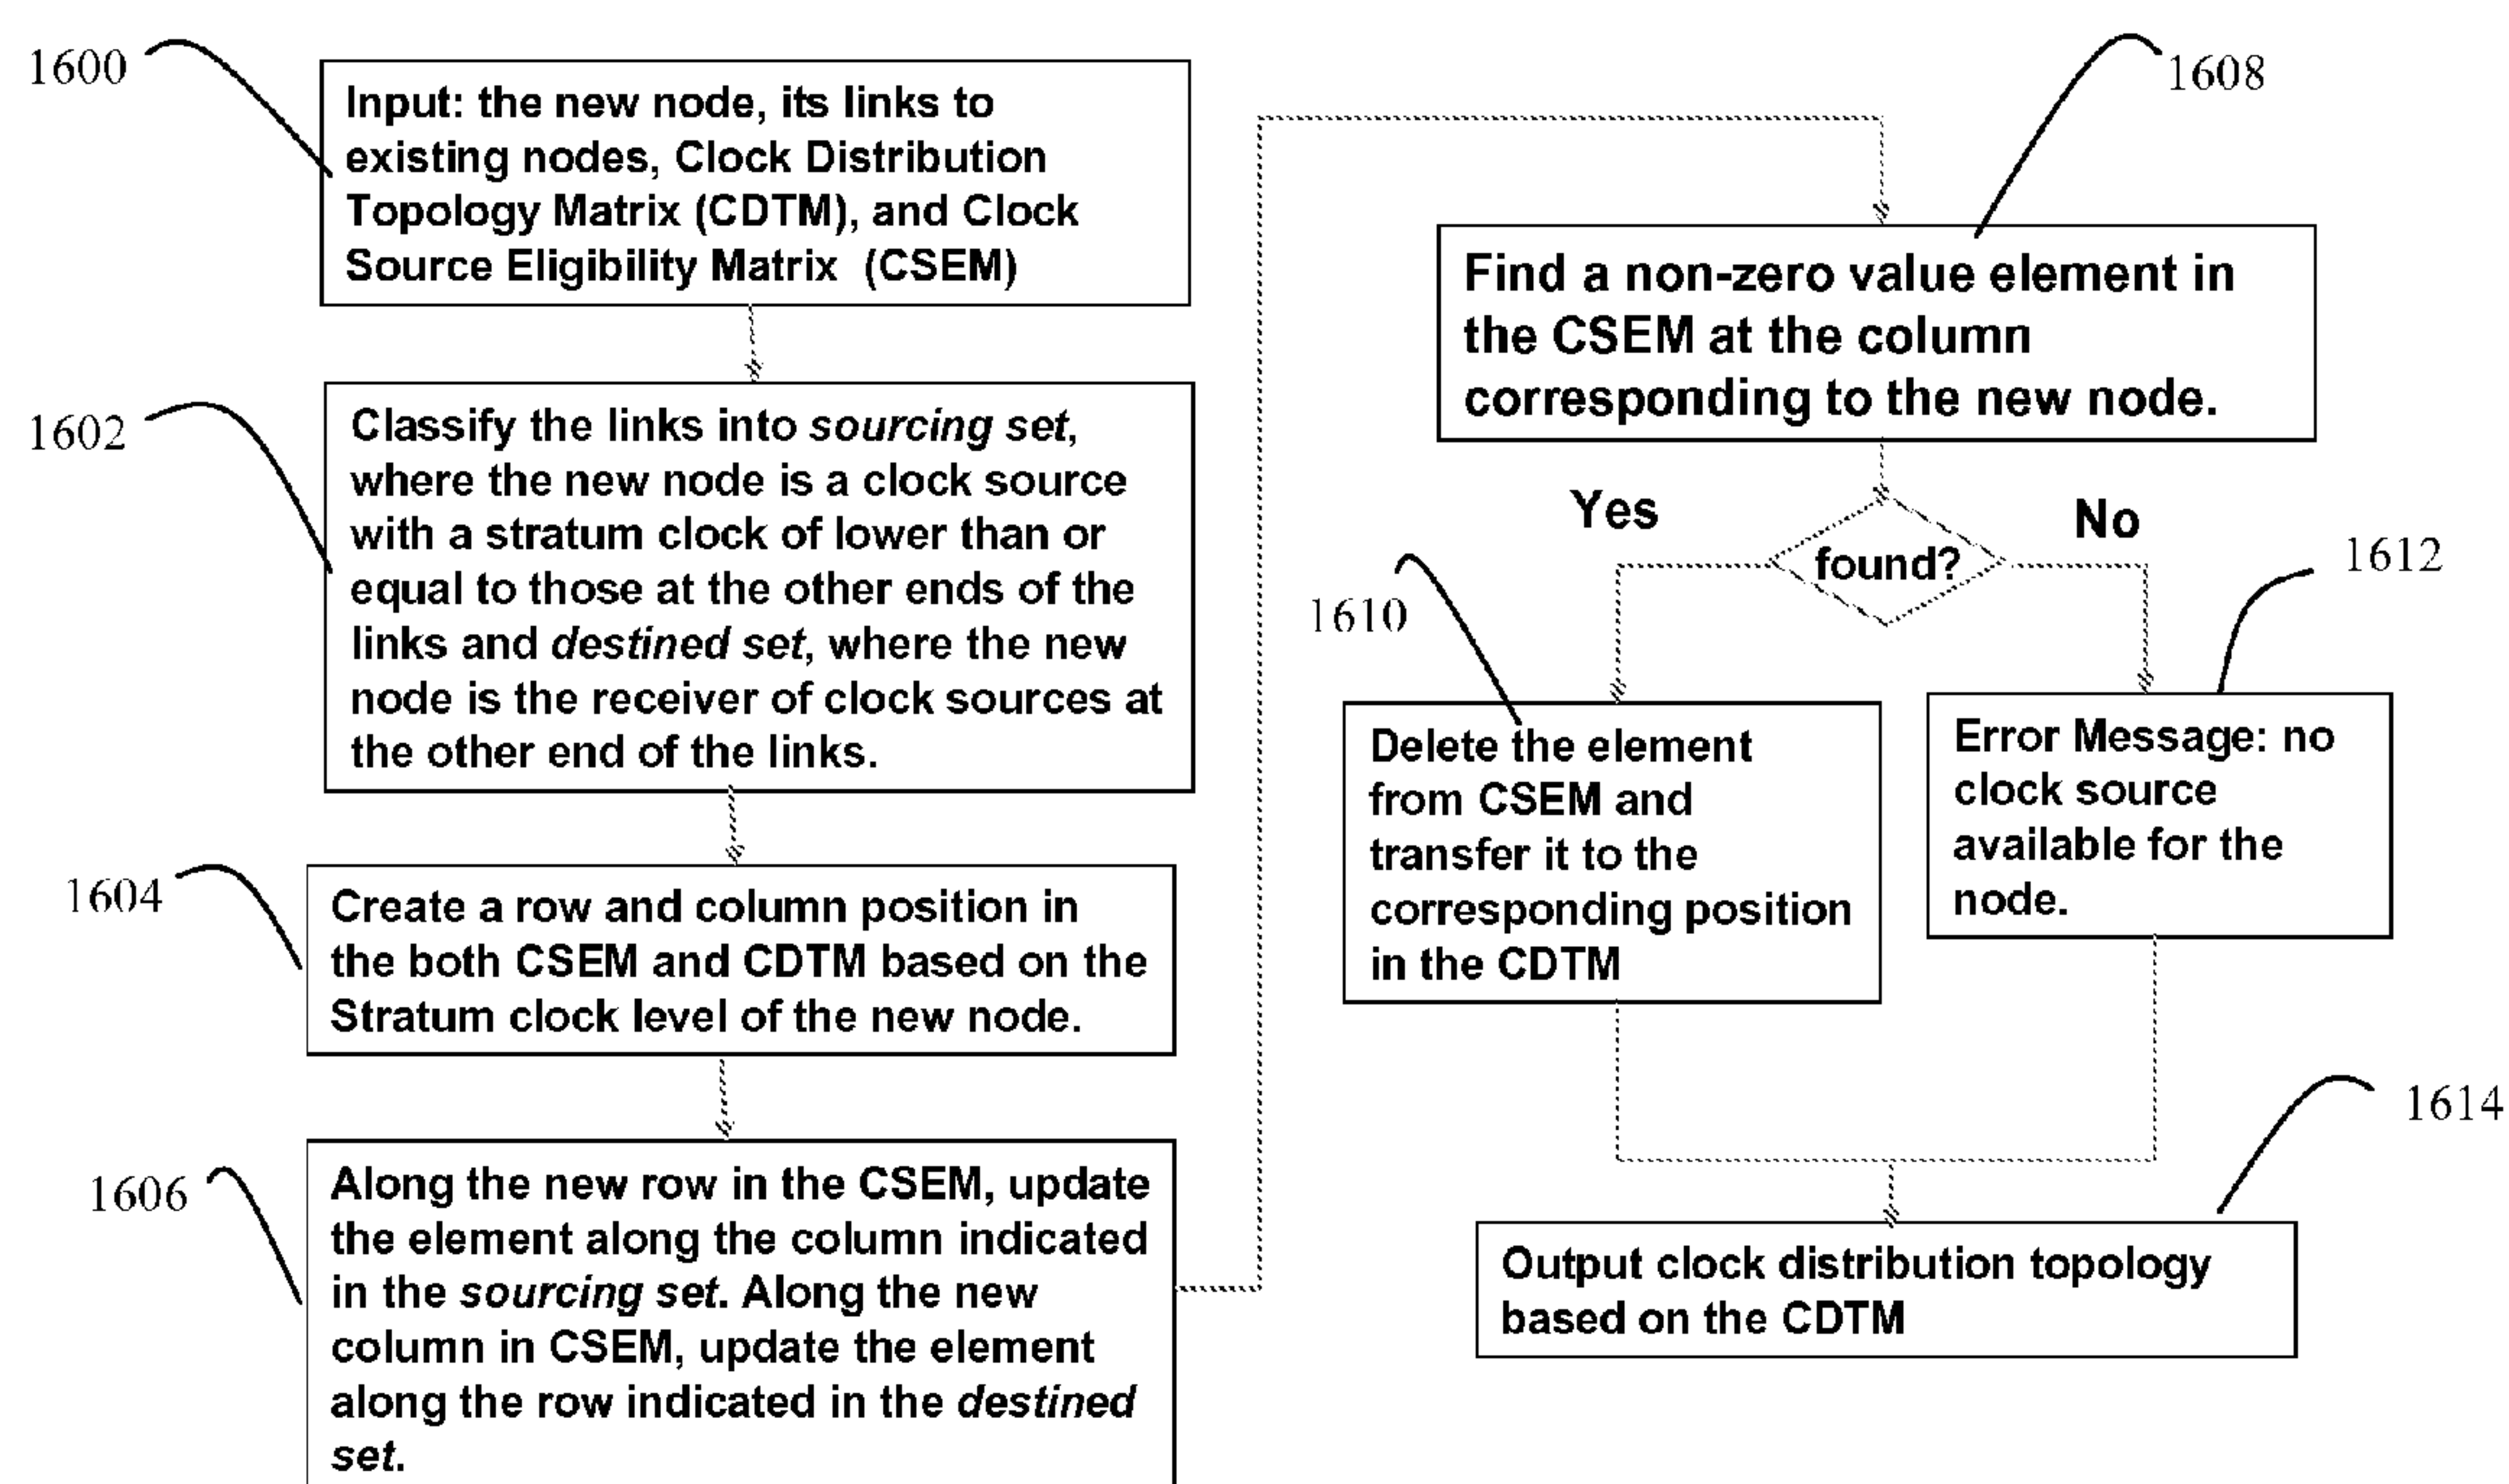 1600
Input: the new node, its links to
existing nodes, Clock Distribution
Topology Matrix (CDTM), and Clock
Source Eligibility Matrix (CSEM)
1602
Classify the links into sourcing set,
where the new node is a clock source
with a stratum clock of lower than or
equal to those at the other ends of the
links and destined set, where the new
node is the receiver of clock sources at
the other end of the links.
1604
Create a row and column position in
the both CSEM and CDTM based on the
Stratum clock level of the new node.
1606
Along the new row in the CSEM, update
the element along the column indicated
in the sourcing set. Along the new
column in CSEM, update the element
along the row indicated in the destined
set.
1608
Find a non-zero value element in
the CSEM at the column
corresponding to the new node.
Yes
No
found?
1610
Delete the element
from CSEM and
transfer it to the
corresponding position
in the CDTM
1612
Error Message: no
clock source
available for the
node.
1614
Output clock distribution topology
based on the CDTM